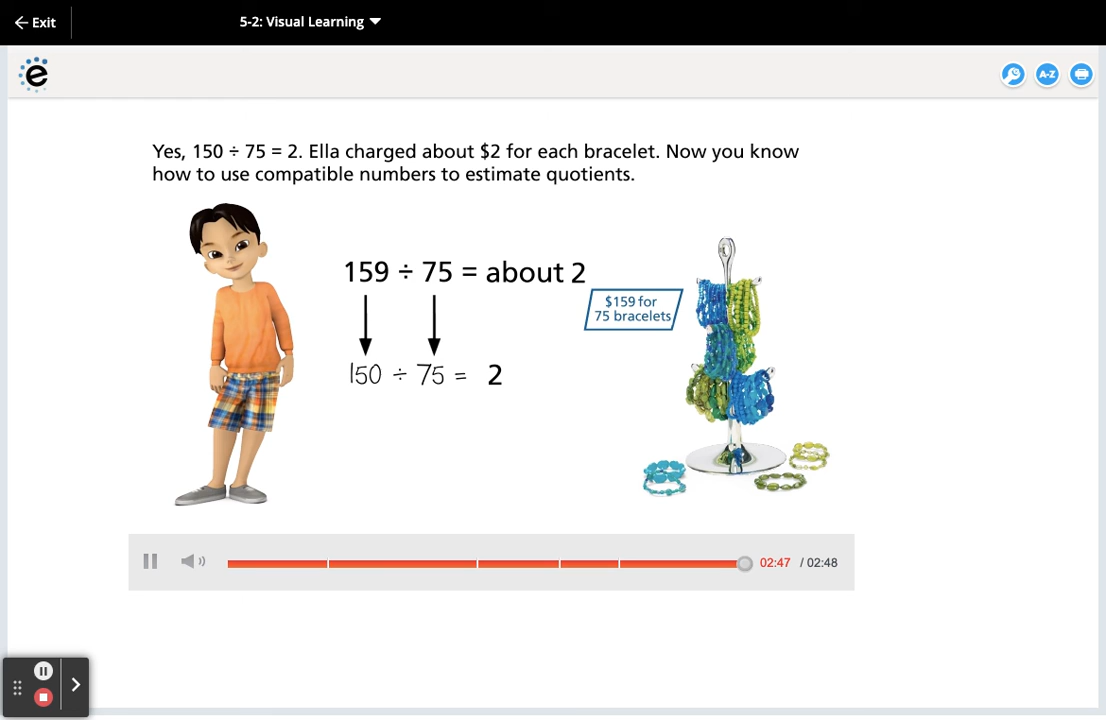 Exit
5-2: Visual Learning
e
A-Z
Yes, 150 ÷ 75 = 2. Ella charged about $2 for each bracelet. Now you know
how to use compatible numbers to estimate quotients.
159 ÷ 75 = about 2
$159 for
75 bracelets
150 ÷ 75 = 2
02:47 / 02:48